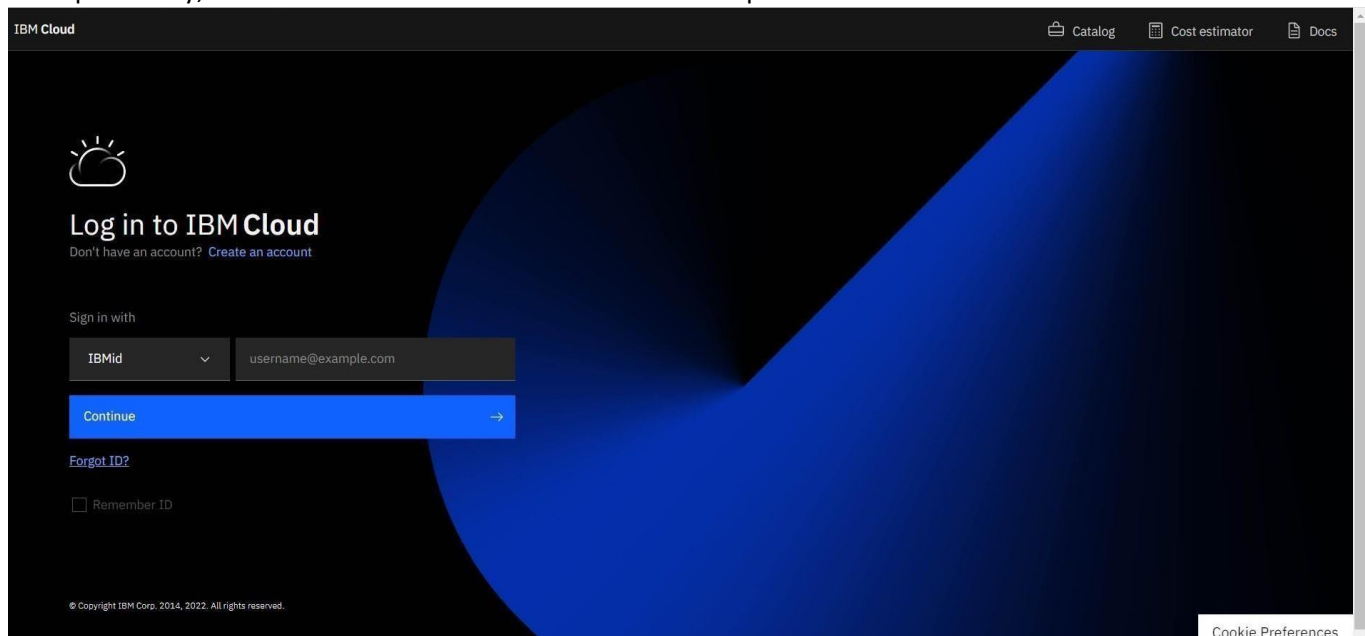 IBM Cloud
Catalog
Cost estimator
Docs
Log in to IBM Cloud
Don't have an account? Create an account
Sign in with
IBMid
username@example.com
Continue
Forgot ID?
Remember ID
© Copyright IBM Corp. 2014, 2022. All rights reserved.
Cookie Preferences